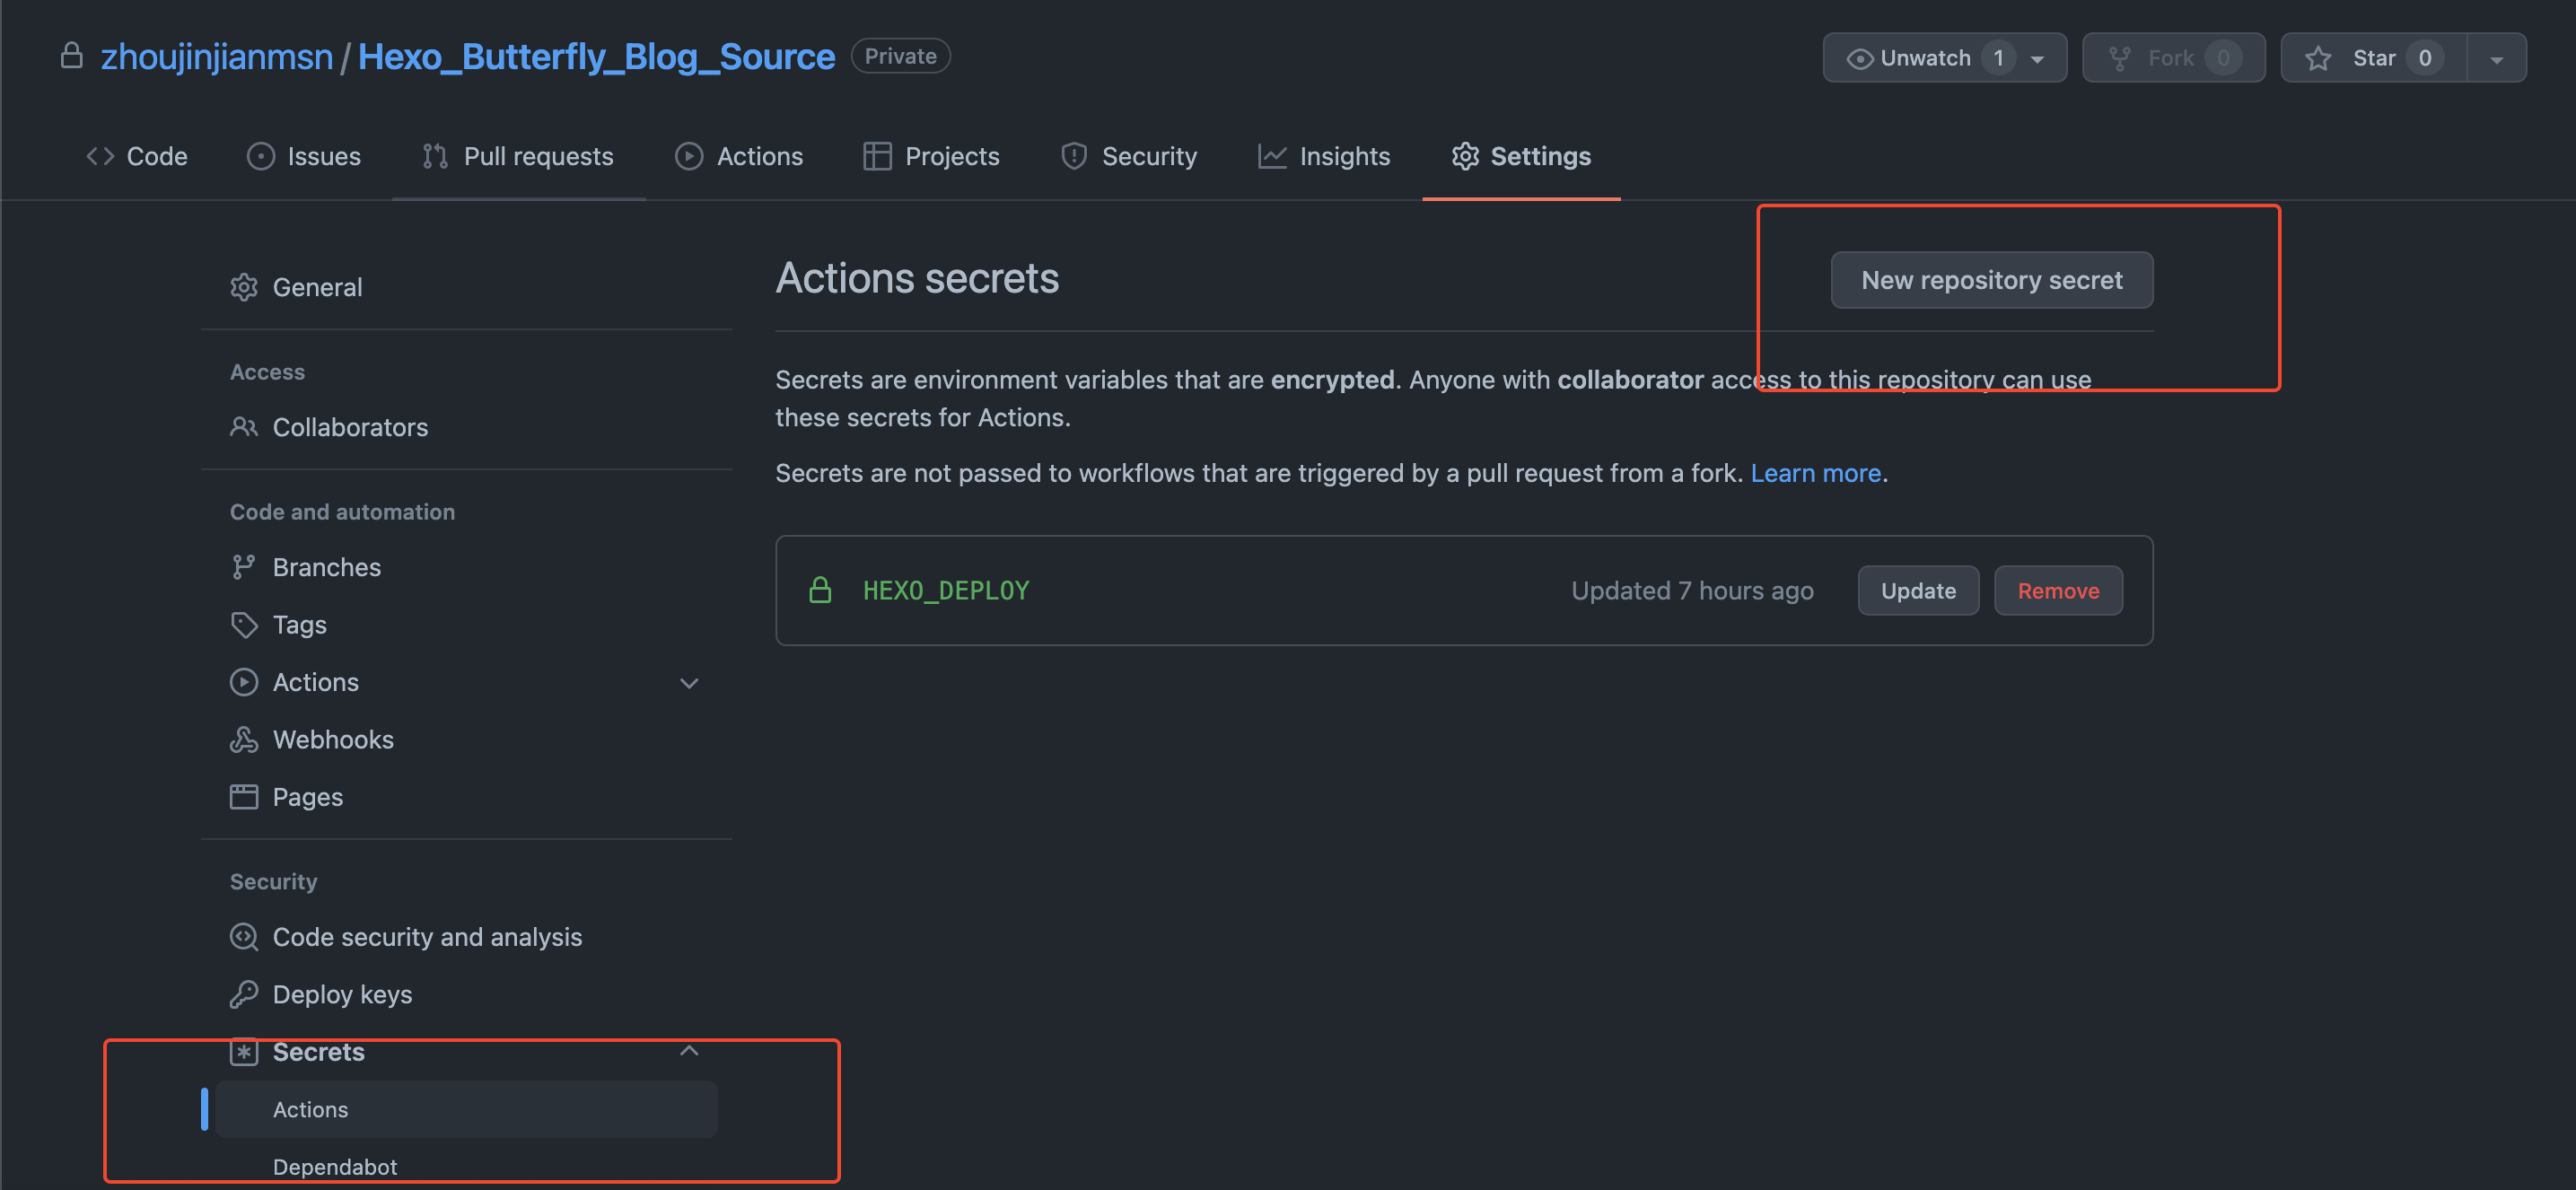 zhoujinjianmsn / Hexo_Butterfly_Blog_Source Private Unwatch 1 Fork 0 Star 0
Code Issues Pull requests Actions Projects Security Insights Settings
General
Access
Collaborators
Code and automation
Branches
Tags
Actions
Webhooks
Pages
Security
Code security and analysis
Deploy keys
Secrets
Actions
Dependabot
Actions secrets
New repository secret
Secrets are environment variables that are encrypted. Anyone with collaborator access to this repository can use
these secrets for Actions.
Secrets are not passed to workflows that are triggered by a pull request from a fork. Learn more.
HEXO_DEPLOY Updated 7 hours ago Update Remove